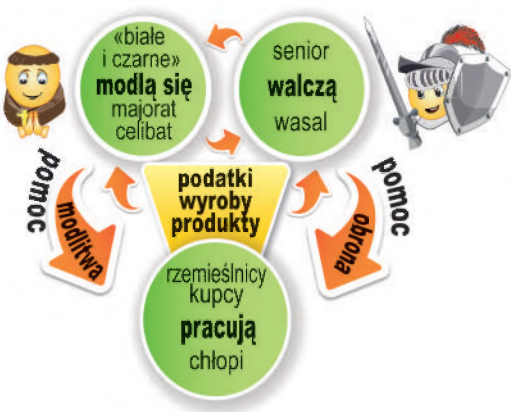 «białe
i czarne»
modlą się
majorat
celibat
senior
walczą
wasal
pomoc
modlitwa
podatki
wyroby
produkty
pomoc
obrona
rzemieślnicy
kupcy
pracują
chłopi